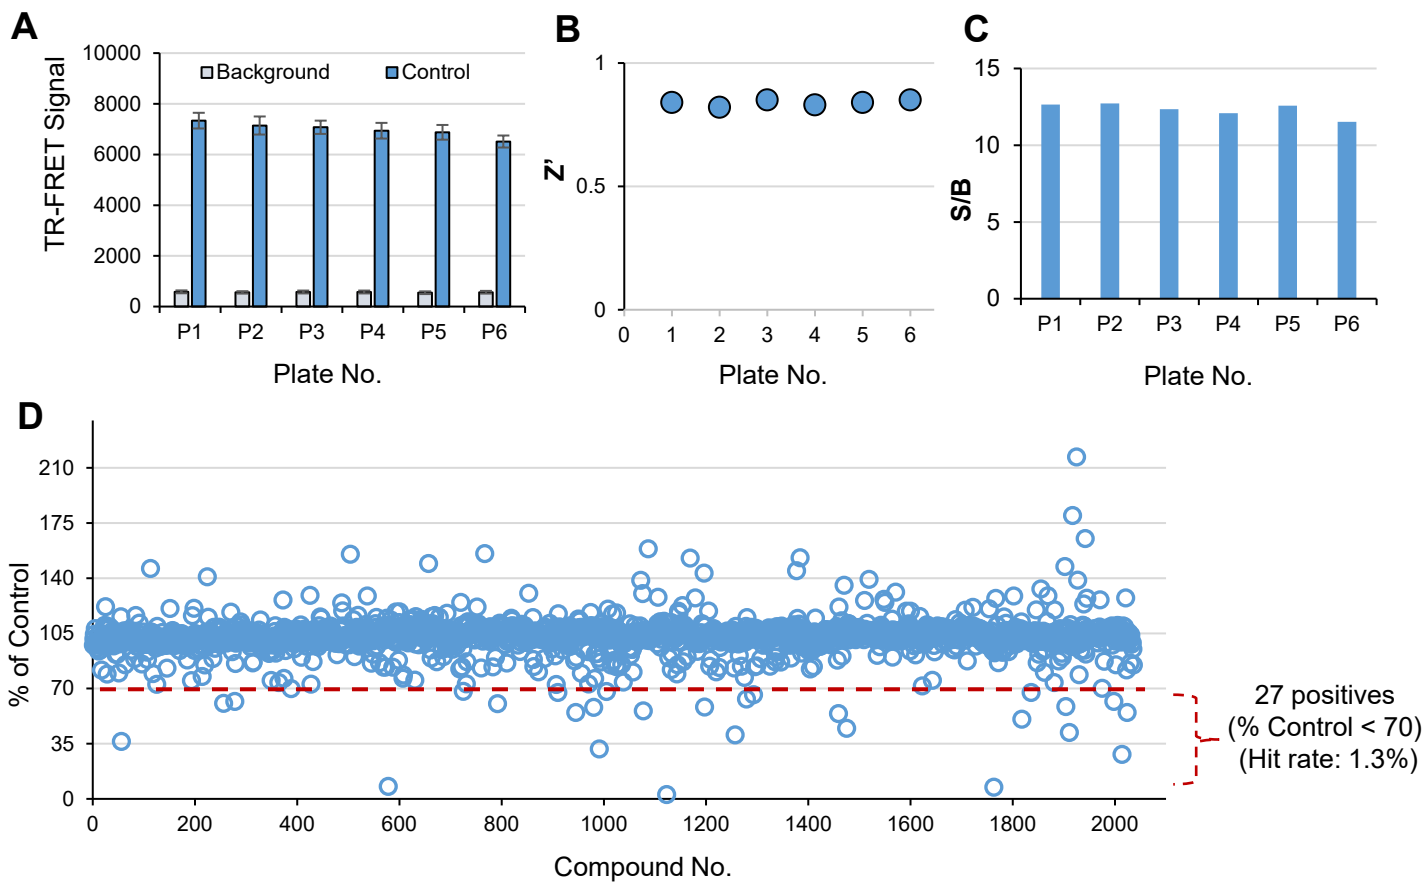 A
TR-FRET Signal
10000
8000
6000
4000
2000
0
Background
Control
P1 P2 P3 P4 P5 P6
Plate No.
B
Z’
1
0.5
0
0 1 2 3 4 5 6
Plate No.
C
S/B
15
10
5
0
P1 P2 P3 P4 P5 P6
Plate No.
D
% of Control
210
175
140
105
70
35
0
0 200 400 600 800 1000 1200 1400 1600 1800 2000
Compound No.
27 positives
(% Control < 70)
(Hit rate: 1.3%)